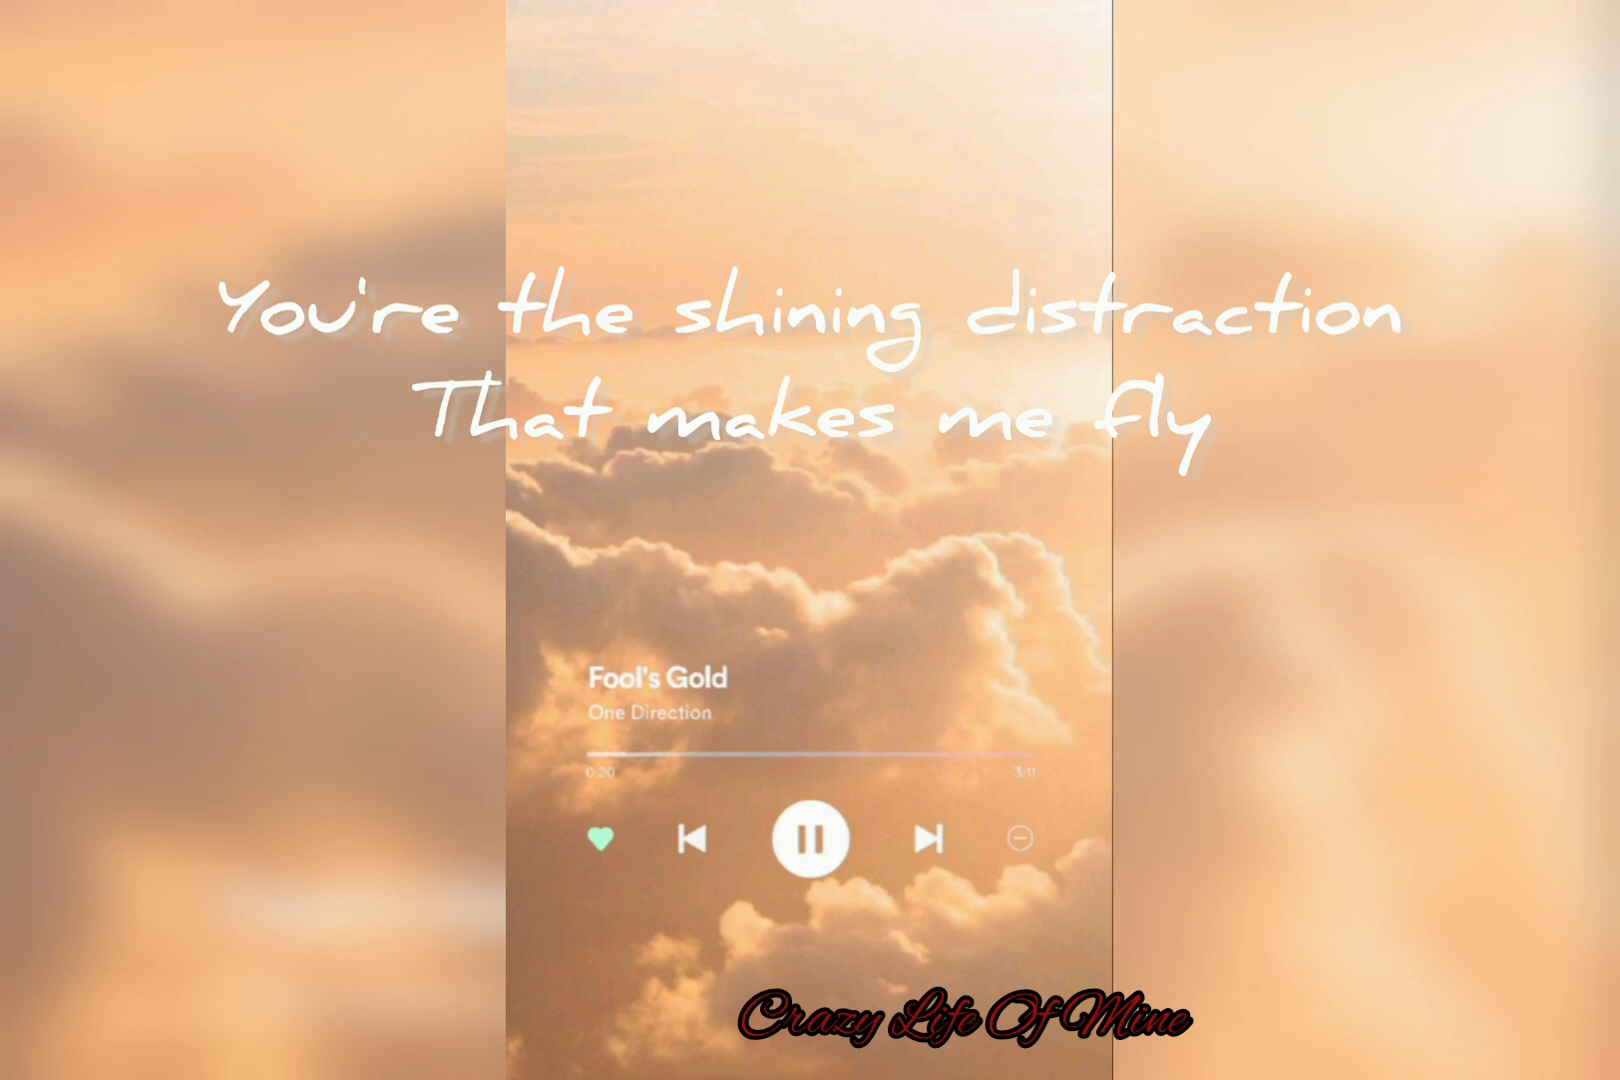 You're the shining distraction
That makes me fly
Fool's Gold
One Direction
0:20
3:11
Crazy Life Of Mine